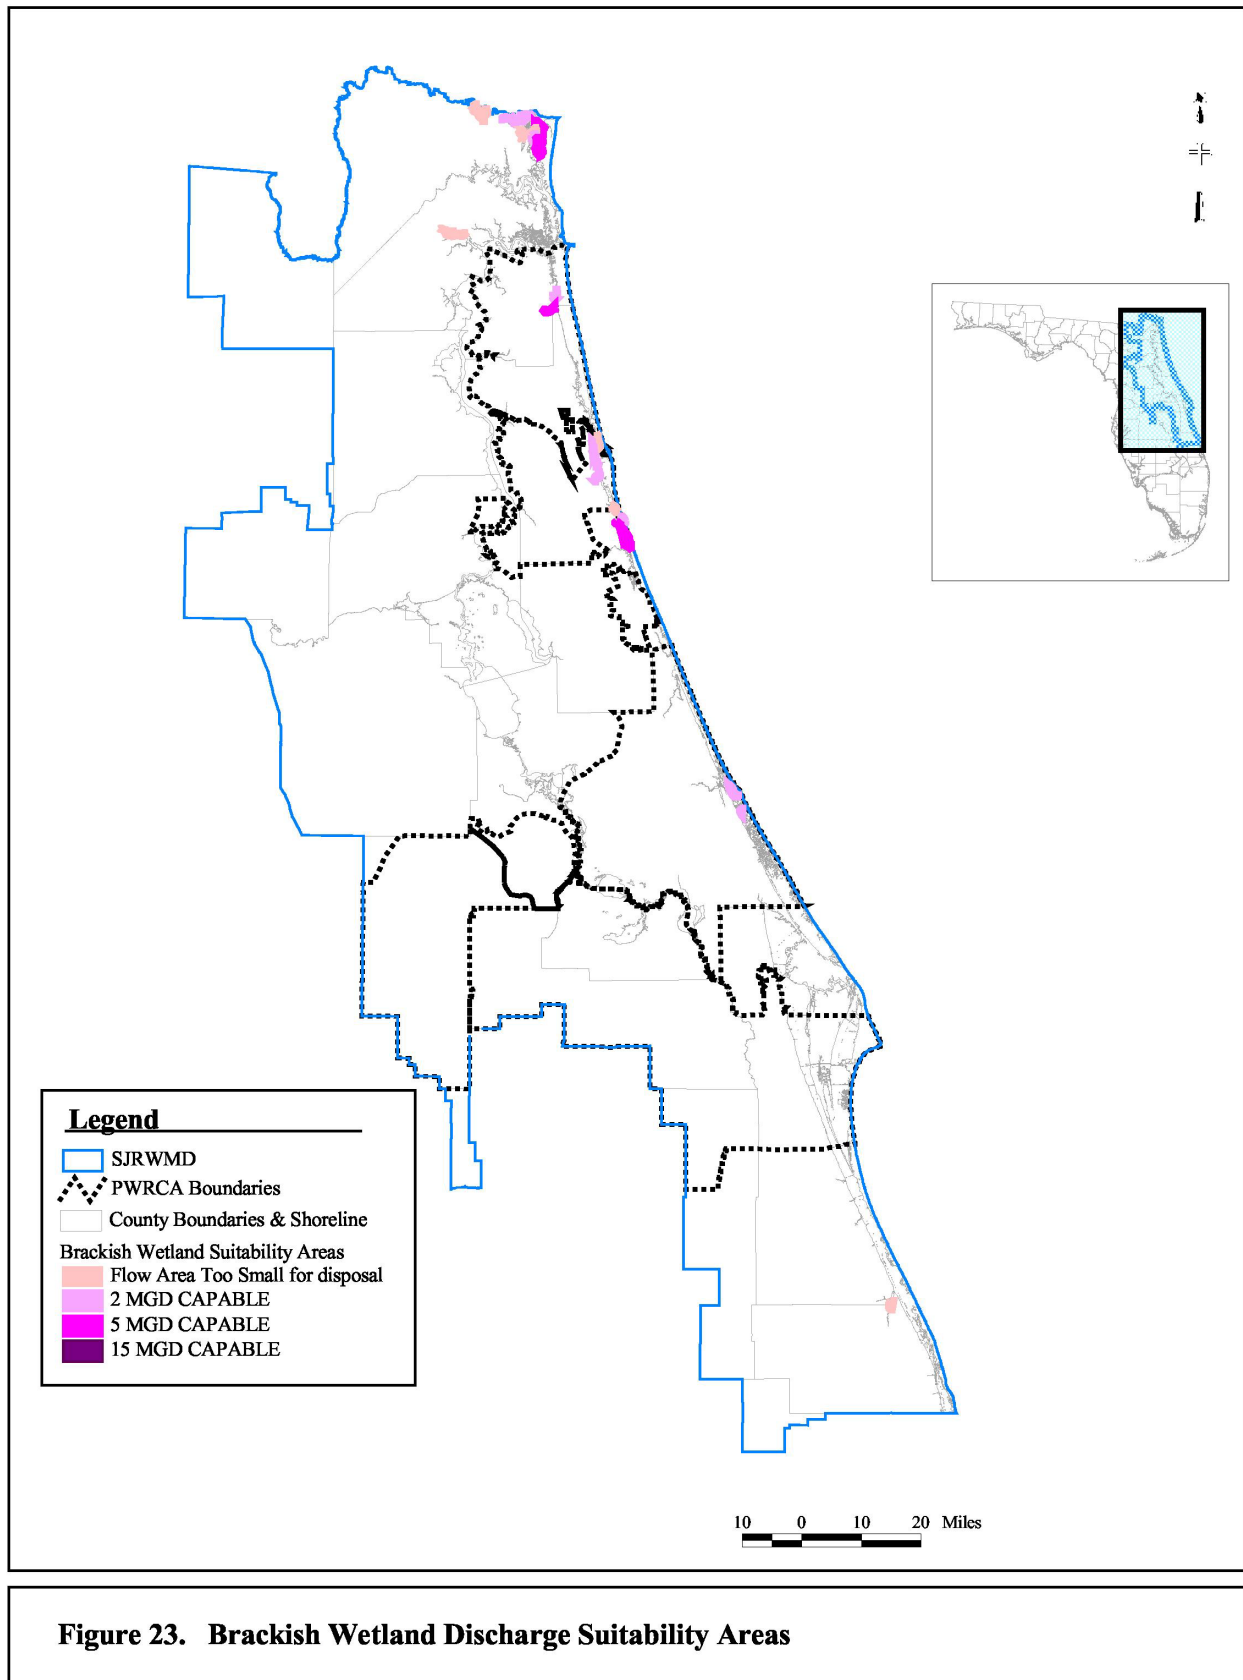 Legend
SJRWMD
PWRCA Boundaries
County Boundaries & Shoreline
Brackish Wetland Suitability Areas
Flow Area Too Small for disposal
2 MGD CAPABLE
5 MGD CAPABLE
15 MGD CAPABLE
10 0 10 20 Miles
Figure 23. Brackish Wetland Discharge Suitability Areas